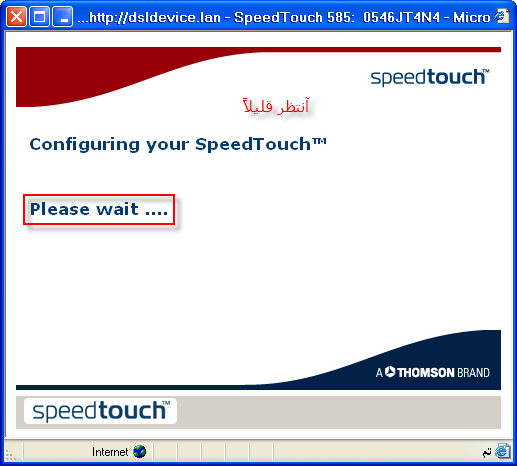 ...http://dsldevice.lan - SpeedTouch 585:  0546JT4N4 - Micro
speedtouch™
أنتظر قليلاً
Configuring your SpeedTouch™
Please wait ....
A THOMSON BRAND
speedtouch™
Internet
تم